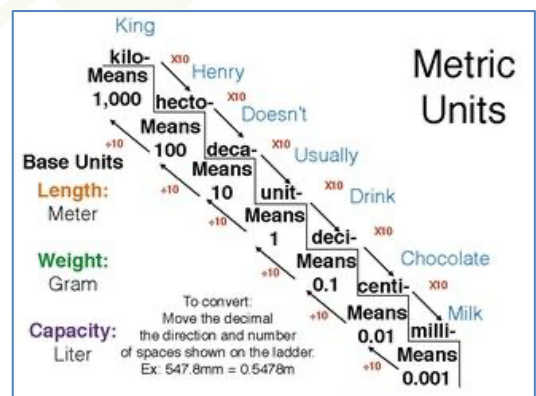 King
kilo-
Means
1,000
X10
Henry
hecto-
Means
100
X10
Doesn't
deca-
Means
10
X10
Usually
unit-
Means
1
X10
Drink
deci-
Means
0.1
X10
Chocolate
centi-
Means
0.01
X10
Milk
milli-
Means
0.001
÷10
÷10
÷10
÷10
÷10
÷10
Metric
Units
Base Units
Length:
Meter
Weight:
Gram
Capacity:
Liter
To convert:
Move the decimal
the direction and number
of spaces shown on the ladder.
Ex: 547.8mm = 0.5478m